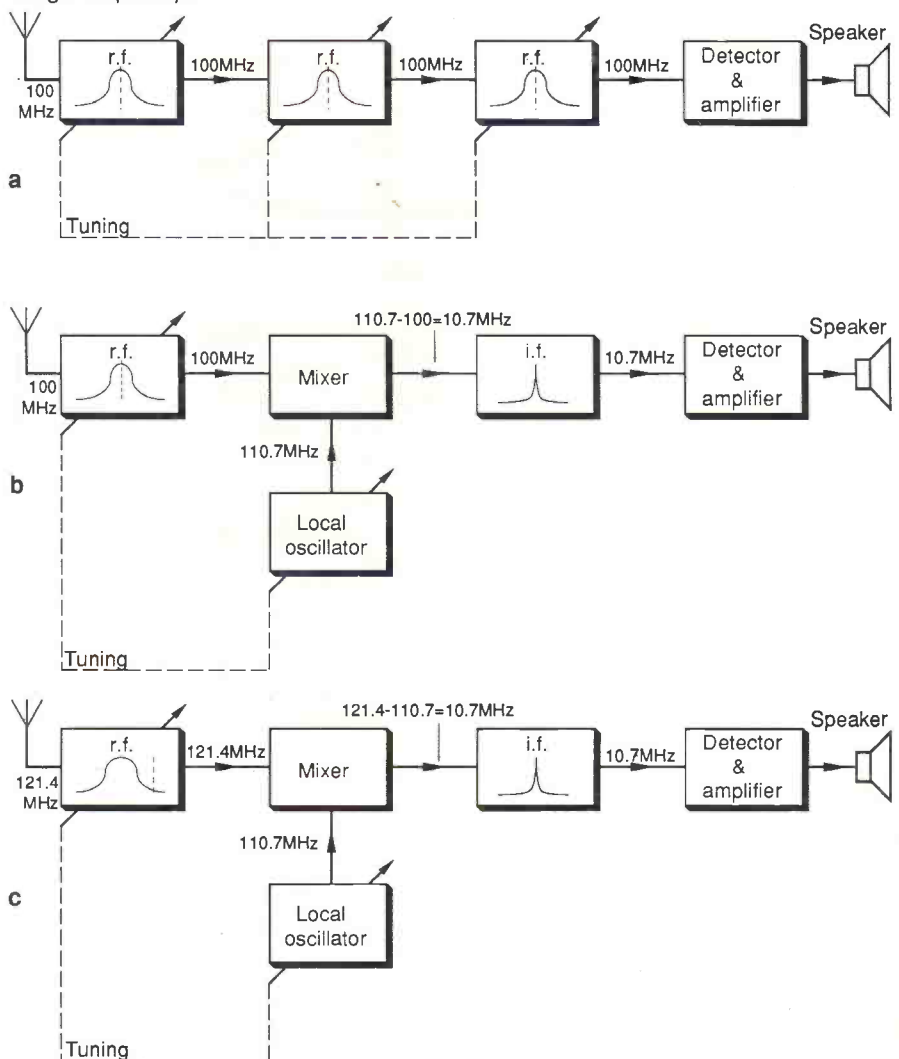 r.f.
r.f.
r.f.
Speaker
100MHz
100MHz
100MHz
Detector
&
amplifier
100
MHz
a
Tuning
110.7-100=10.7MHz
Speaker
r.f.
100MHz
Mixer
i.f.
10.7MHz
Detector
&
amplifier
100
MHz
110.7MHz
b
Local
oscillator
Tuning
121.4-110.7=10.7MHz
Speaker
r.f.
121.4MHz
Mixer
i.f.
10.7MHz
Detector
&
amplifier
121.4
MHz
110.7MHz
c
Local
oscillator
Tuning